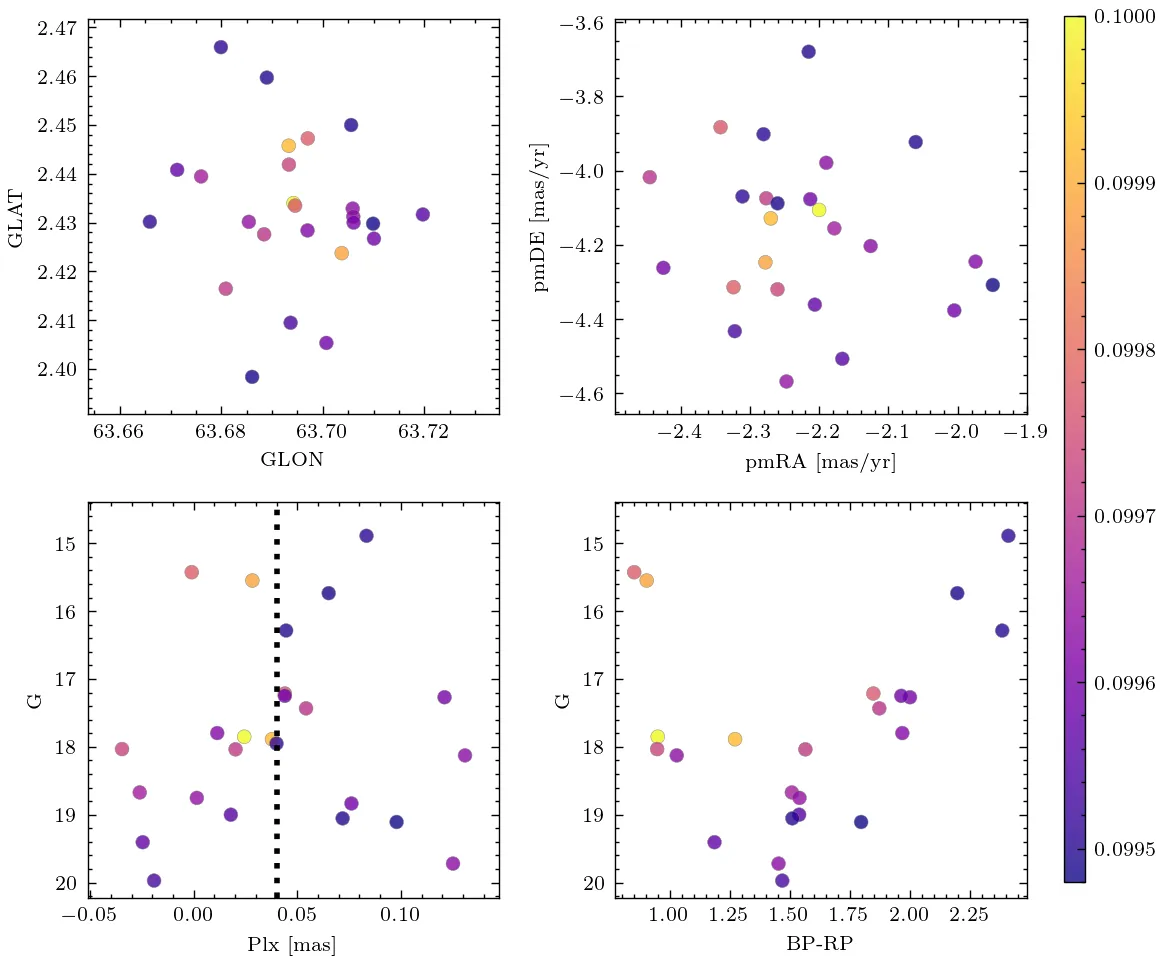 2.47
2.46
2.45
2.44
2.43
2.42
2.41
2.40
GLAT
63.66 63.68 63.70 63.72
GLON
−3.6
−3.8
−4.0
−4.2
−4.4
−4.6
pmDE [mas/yr]
−2.4 −2.3 −2.2 −2.1 −2.0 −1.9
pmRA [mas/yr]
15
16
17
18
19
20
G
−0.05 0.00 0.05 0.10
Plx [mas]
15
16
17
18
19
20
G
1.00 1.25 1.50 1.75 2.00 2.25
BP-RP
0.1000
0.0999
0.0998
0.0997
0.0996
0.0995